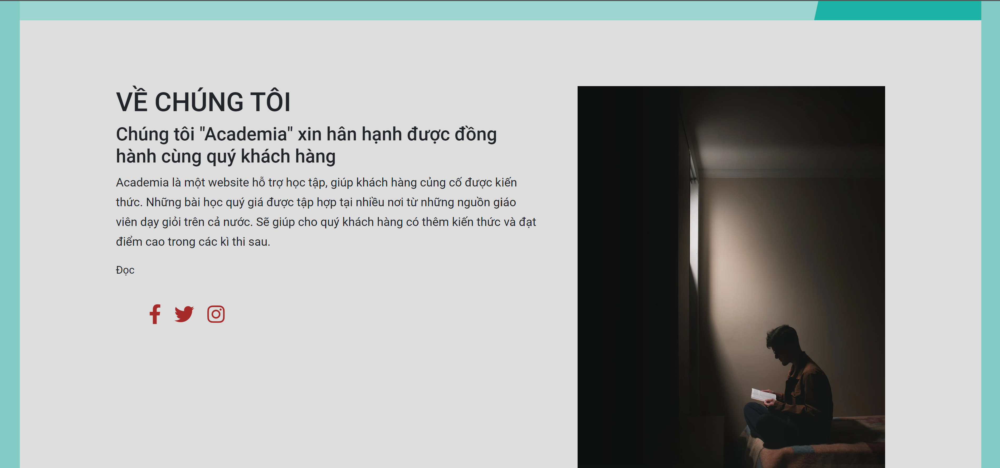 VỀ CHÚNG TÔI
Chúng tôi "Academia" xin hân hạnh được đồng
hành cùng quý khách hàng
Academia là một website hỗ trợ học tập, giúp khách hàng củng cố được kiến
thức. Những bài học quý giá được tập hợp tại nhiều nơi từ những nguồn giáo
viên dạy giỏi trên cả nước. Sẽ giúp cho quý khách hàng có thêm kiến thức và đạt
điểm cao trong các kì thi sau.
Đọc